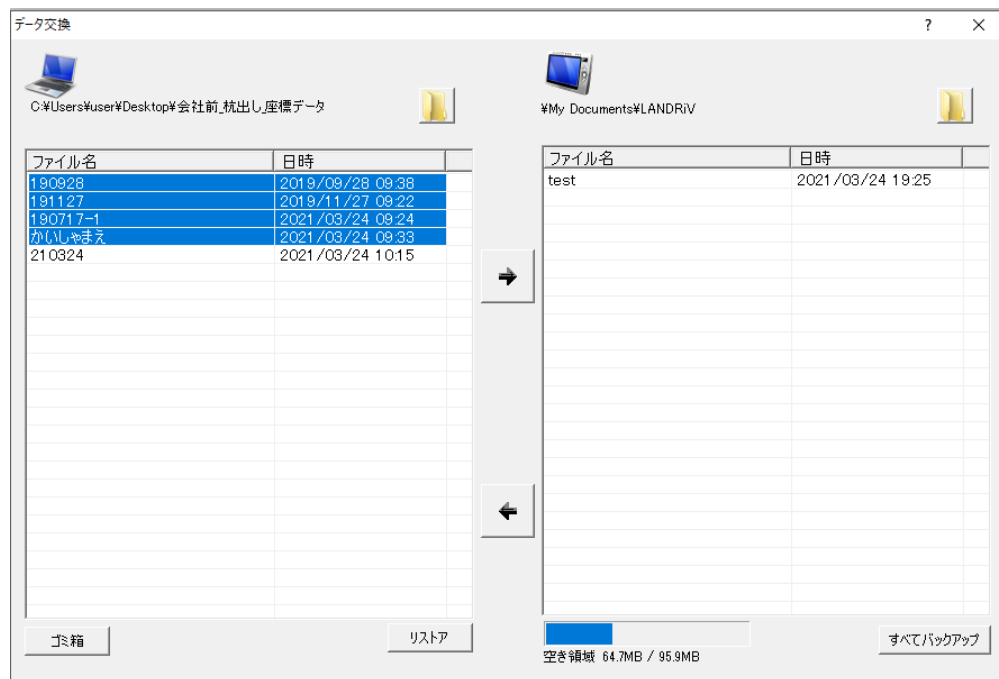 データ交換
?
C:¥Users¥user¥Desktop¥会社前_杭出し_座標データ
¥My Documents¥LANDRiV
ファイル名 日時
190928 2019/09/28 09:38
191127 2019/11/27 09:22
190717-1 2021/03/24 09:24
かいしゃまえ 2021/03/24 09:33
210324 2021/03/24 10:15
ファイル名 日時
test 2021/03/24 19:25
ゴミ箱
リストア
空き領域 64.7MB / 95.9MB
すべてバックアップ